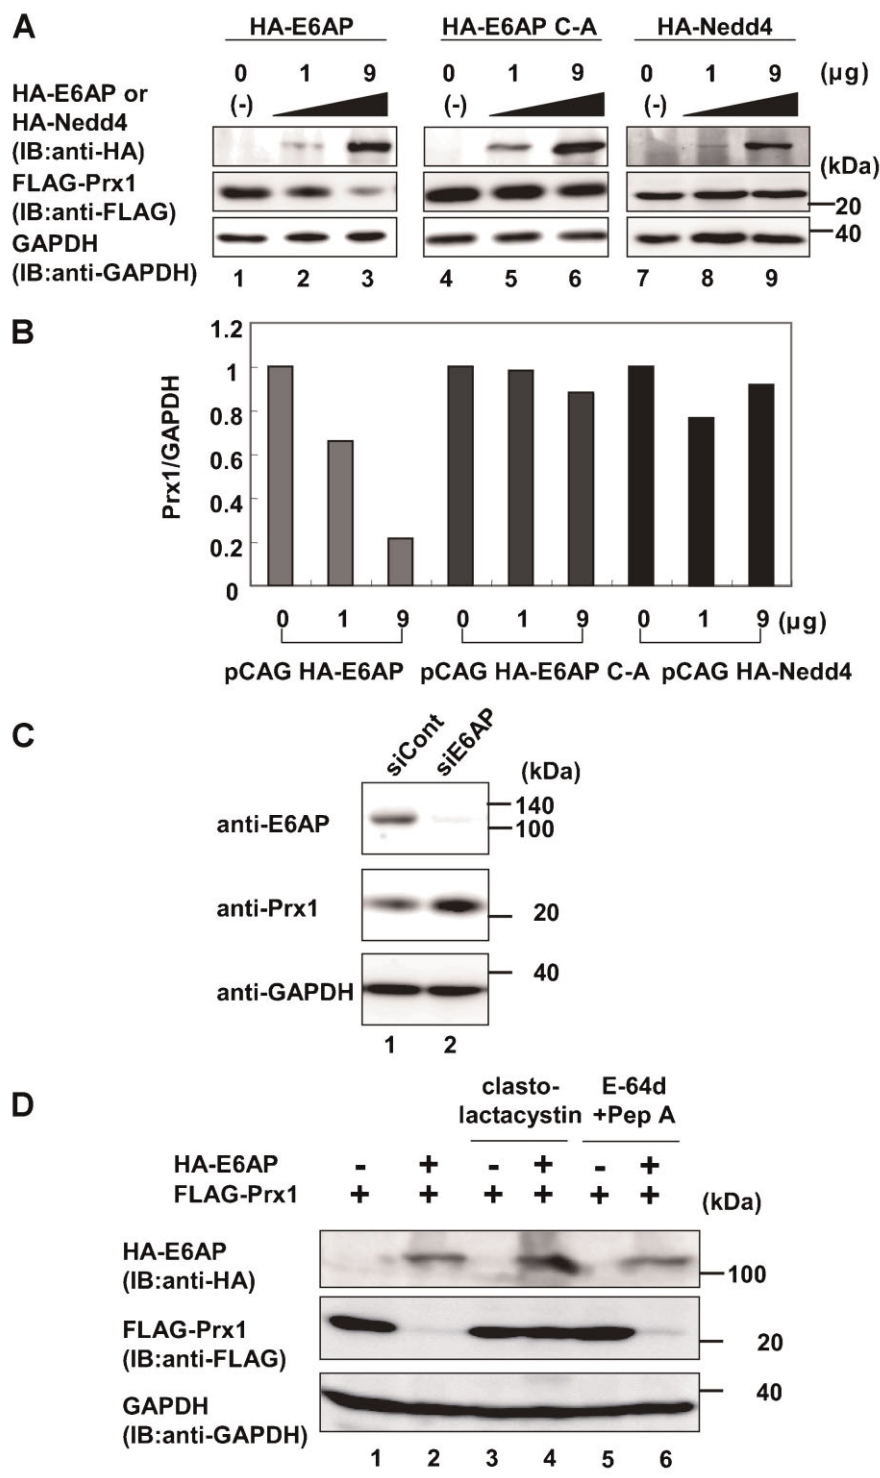 A
HA-E6AP HA-E6AP C-A HA-Nedd4
0 1 9 0 1 9 0 1 9 (µg)
HA-E6AP or (-) (-) (-)
HA-Nedd4
(IB:anti-HA) (kDa)
FLAG-Prx1
(IB:anti-FLAG) 20
GAPDH 40
(IB:anti-GAPDH)
1 2 3 4 5 6 7 8 9
B
Prx1/GAPDH
1.2
1
0.8
0.6
0.4
0.2
0
0 1 9 0 1 9 0 1 9 (µg)
pCAG HA-E6AP pCAG HA-E6AP C-A pCAG HA-Nedd4
C
siCont siE6AP (kDa)
140
anti-E6AP 100
anti-Prx1 20
40
anti-GAPDH
1 2
D
clasto- E-64d
lactacystin +Pep A
HA-E6AP - + - + - +
FLAG-Prx1 + + + + + + (kDa)
HA-E6AP
(IB:anti-HA) 100
FLAG-Prx1 20
(IB:anti-FLAG)
GAPDH 40
(IB:anti-GAPDH)
1 2 3 4 5 6